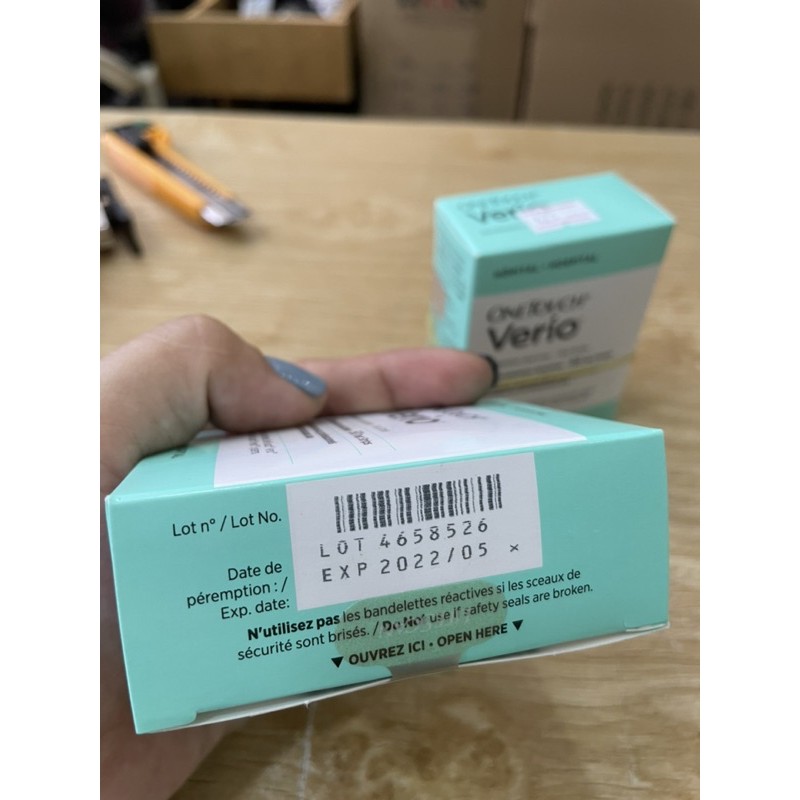 Verio
GÉNITAL • GENITAL
ONETOUCH
Verio
Lot n° / Lot No.
LOT 4658526
EXP 2022/05 x
Date de
péremption : /
Exp. date:
N'utilisez pas les bandelettes réactives si les sceaux de
sécurité sont brisés. / Do Not use if safety seals are broken.
▼ OUVREZ ICI • OPEN HERE ▼